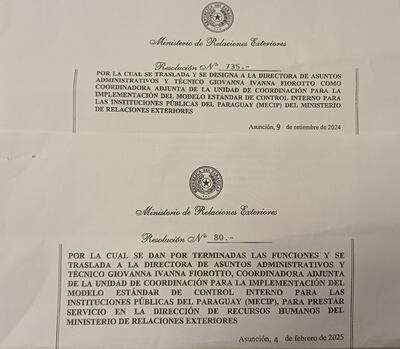 Ministerio de Relaciones Exteriores
Resolución Nº 735.-
POR LA CUAL SE TRASLADA Y SE DESIGNA A LA DIRECTORA DE ASUNTOS
ADMINISTRATIVOS Y TÉCNICO GIOVANNA IVANNA FIOROTTO COMO
COORDINADORA ADJUNTA DE LA UNIDAD DE COORDINACIÓN PARA LA
IMPLEMENTACIÓN DEL MODELO ESTÁNDAR DE CONTROL INTERNO PARA
LAS INSTITUCIONES PÚBLICAS DEL PARAGUAY (MECIP) DEL MINISTERIO
DE RELACIONES EXTERIORES
Asunción, 9 de setiembre de 2024
Ministerio de Relaciones Exteriores
Resolución Nº 80.-
POR LA CUAL SE DAN POR TERMINADAS LAS FUNCIONES Y SE
TRASLADA A LA DIRECTORA DE ASUNTOS ADMINISTRATIVOS Y
TÉCNICO GIOVANNA IVANNA FIOROTTO, COORDINADORA ADJUNTA
DE LA UNIDAD DE COORDINACIÓN PARA LA IMPLEMENTACIÓN DEL
MODELO ESTÁNDAR DE CONTROL INTERNO PARA LAS
INSTITUCIONES PÚBLICAS DEL PARAGUAY (MECIP), PARA PRESTAR
SERVICIO EN LA DIRECCIÓN DE RECURSOS HUMANOS DEL
MINISTERIO DE RELACIONES EXTERIORES
Asunción, 4 de febrero de 2025